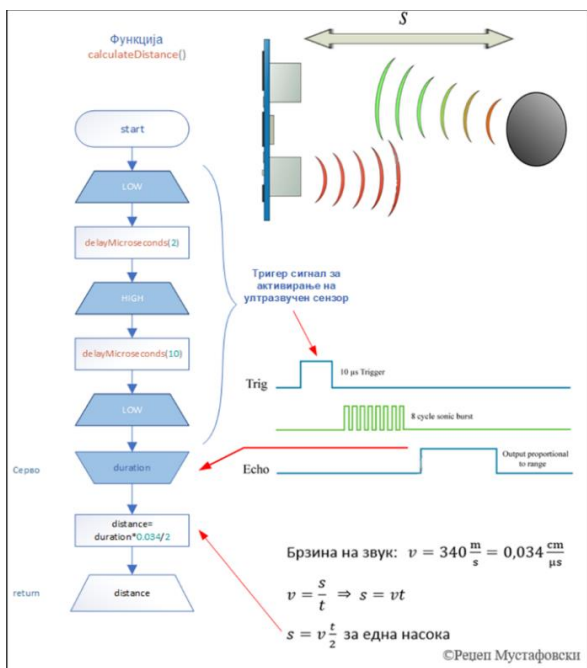 Функција
calculateDistance()
S
start
LOW
delayMicroseconds(2)
HIGH
delayMicroseconds(10)
LOW
Серво
duration
distance=
duration*0.034/2
return
distance
Тригер сигнал за
активирање на
ултразвучен сензор
Trig
10 μs Trigger
8 cycle sonic burst
Echo
Output proportional
to range
Брзина на звук: v = 340 m/s = 0,034 cm/μs
v = s/t ⇒ s = vt
s = v t/2 за една насока
©Реџеп Мустафовски